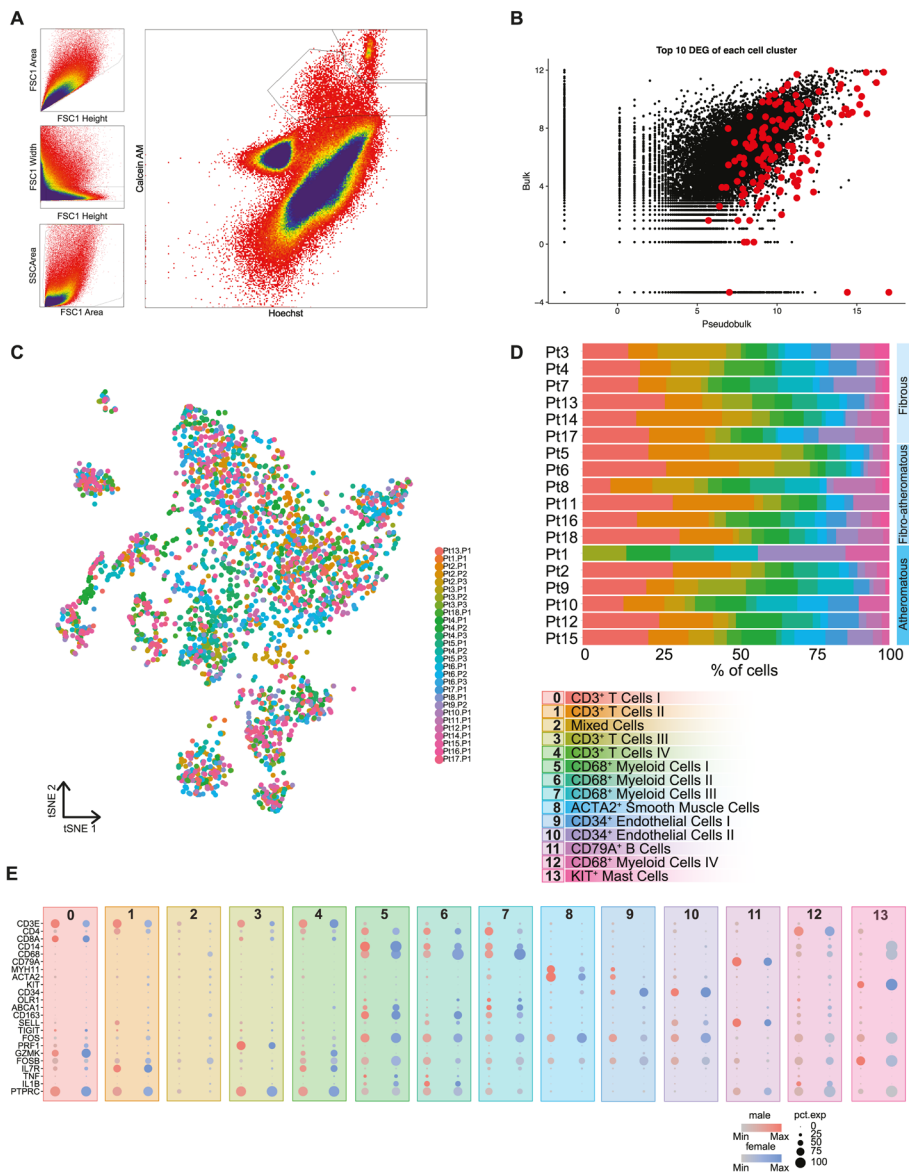 A
FSC1 Area
FSC1 Height
FSC1 Width
FSC1 Height
SSCArea
FSC1 Area
Calcein AM
Hoechst
B
Top 10 DEG of each cell cluster
Bulk
12
8
4
0
−4
0
5
10
15
Pseudobulk
C
tSNE 2
tSNE 1
Pt13.P1
Pt1.P1
Pt2.P1
Pt2.P2
Pt2.P3
Pt3.P1
Pt3.P2
Pt3.P3
Pt18.P1
Pt4.P1
Pt4.P2
Pt4.P3
Pt5.P1
Pt4.P2
Pt5.P3
Pt6.P1
Pt6.P2
Pt6.P3
Pt7.P1
Pt8.P1
Pt9.P2
Pt10.P1
Pt11.P1
Pt12.P1
Pt14.P1
Pt15.P1
Pt16.P1
Pt17.P1
D
Pt3
Pt4
Pt7
Pt13
Pt14
Pt17
Pt5
Pt6
Pt8
Pt11
Pt16
Pt18
Pt1
Pt2
Pt9
Pt10
Pt12
Pt15
Fibrous
Fibro-atheromatous
Atheromatous
0 25 50 75 100
% of cells
0 CD3⁺ T Cells I
1 CD3⁺ T Cells II
2 Mixed Cells
3 CD3⁺ T Cells III
4 CD3⁺ T Cells IV
5 CD68⁺ Myeloid Cells I
6 CD68⁺ Myeloid Cells II
7 CD68⁺ Myeloid Cells III
8 ACTA2⁺ Smooth Muscle Cells
9 CD34⁺ Endothelial Cells I
10 CD34⁺ Endothelial Cells II
11 CD79A⁺ B Cells
12 CD68⁺ Myeloid Cells IV
13 KIT⁺ Mast Cells
E
0 1 2 3 4 5 6 7 8 9 10 11 12 13
CD3E
CD4
CD8A
CD14
CD68
CD79A
MYH11
ACTA2
KIT
CD34
OLR1
ABCA1
CD163
SELL
TIGIT
FOS
PRF1
GZMK
FOSB
IL7R
TNF
IL1B
PTPRC
male
Min Max
female
Min Max
pct.exp
0
25
50
75
100